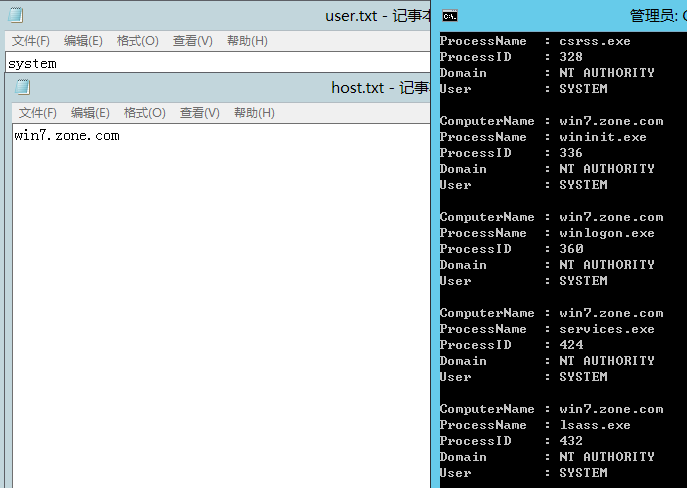 user.txt - 记事本
文件(F) 编辑(E) 格式(O) 查看(V) 帮助(H)
system
host.txt - 记事
文件(F) 编辑(E) 格式(O) 查看(V) 帮助(H)
win7.zone.com
C:\.
管理员:
ProcessName : csrss.exe
ProcessID : 328
Domain : NT AUTHORITY
User : SYSTEM
ComputerName : win7.zone.com
ProcessName : wininit.exe
ProcessID : 336
Domain : NT AUTHORITY
User : SYSTEM
ComputerName : win7.zone.com
ProcessName : winlogon.exe
ProcessID : 360
Domain : NT AUTHORITY
User : SYSTEM
ComputerName : win7.zone.com
ProcessName : services.exe
ProcessID : 424
Domain : NT AUTHORITY
User : SYSTEM
ComputerName : win7.zone.com
ProcessName : lsass.exe
ProcessID : 432
Domain : NT AUTHORITY
User : SYSTEM